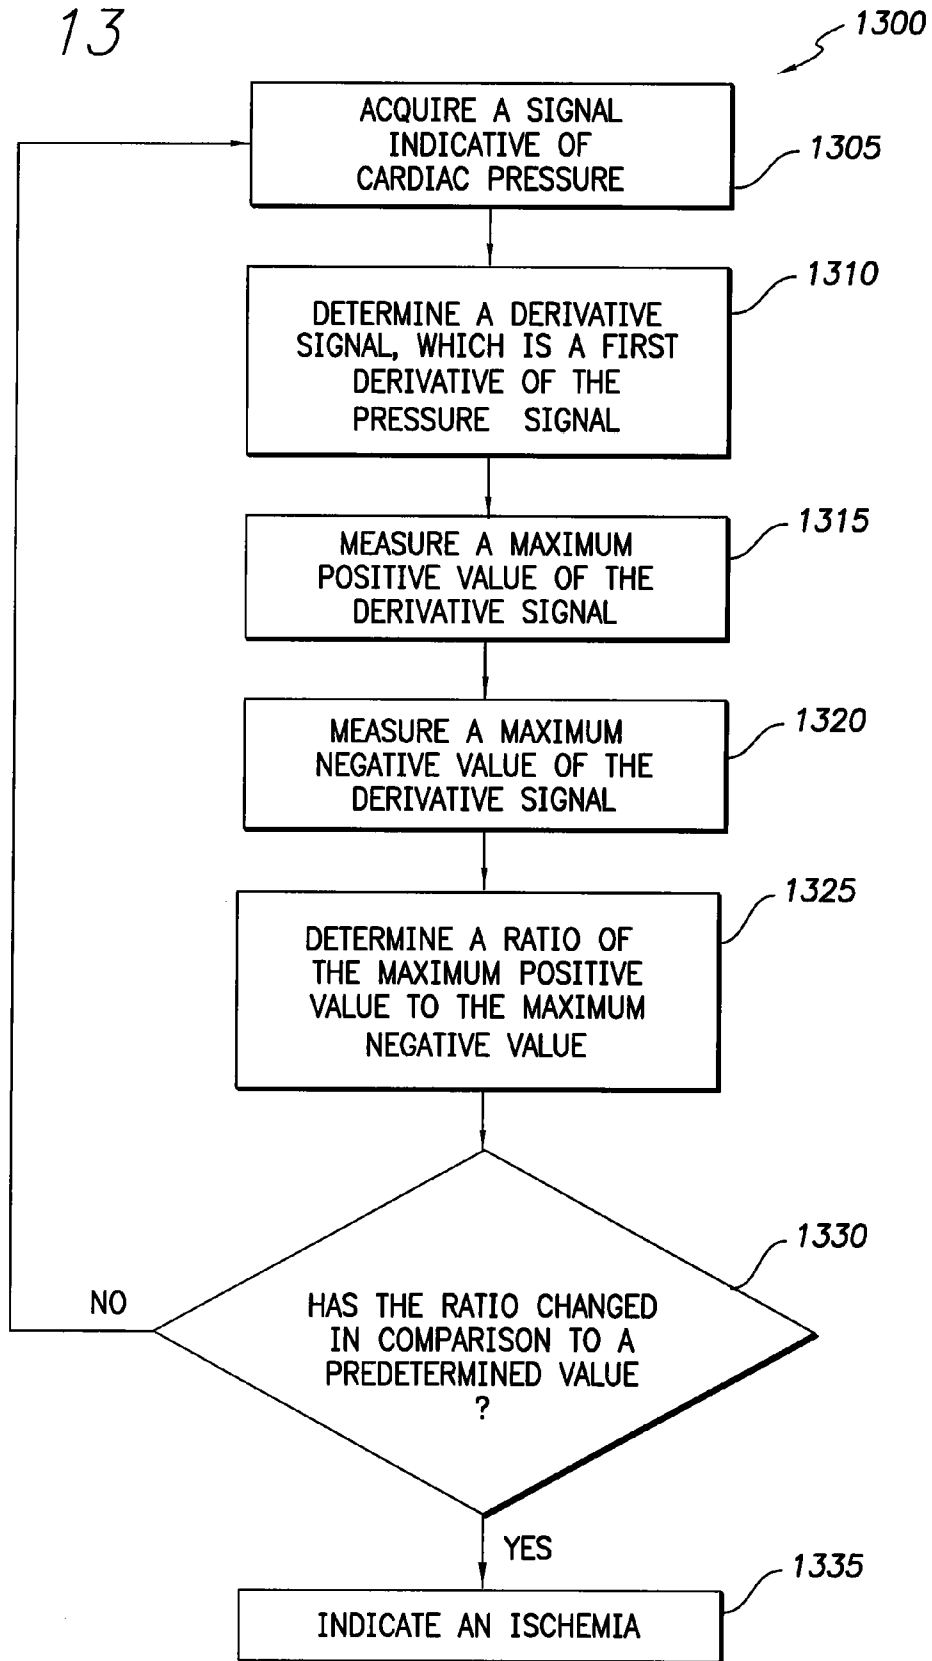 13
1300
ACQUIRE A SIGNAL
INDICATIVE OF
CARDIAC PRESSURE
1305
1310
DETERMINE A DERIVATIVE
SIGNAL, WHICH IS A FIRST
DERIVATIVE OF THE
PRESSURE SIGNAL
1315
MEASURE A MAXIMUM
POSITIVE VALUE OF THE
DERIVATIVE SIGNAL
1320
MEASURE A MAXIMUM
NEGATIVE VALUE OF THE
DERIVATIVE SIGNAL
1325
DETERMINE A RATIO OF
THE MAXIMUM POSITIVE
VALUE TO THE MAXIMUM
NEGATIVE VALUE
1330
NO
HAS THE RATIO CHANGED
IN COMPARISON TO A
PREDETERMINED VALUE
?
YES
1335
INDICATE AN ISCHEMIA